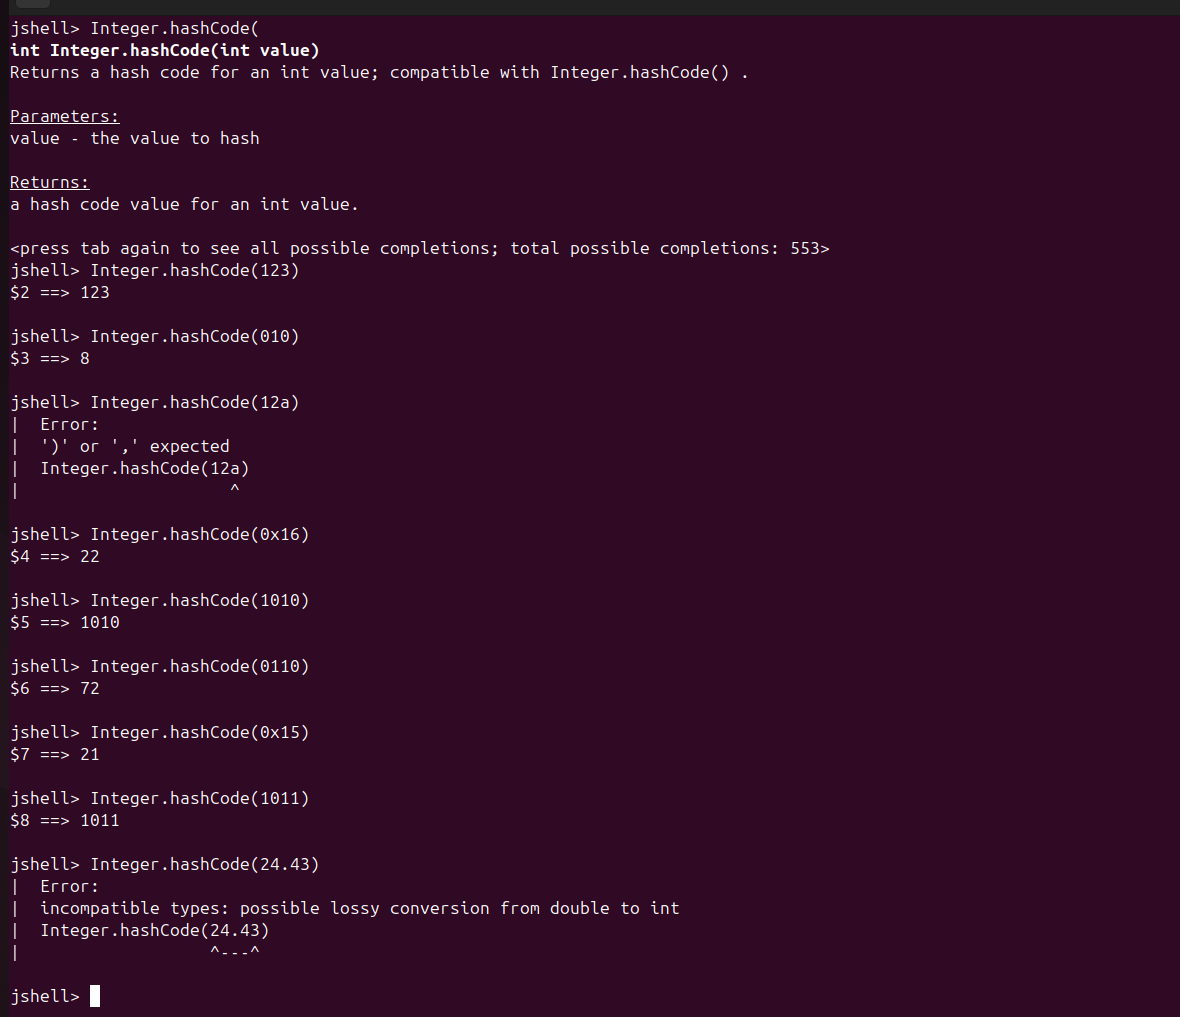 jshell> Integer.hashCode(
int Integer.hashCode(int value)
Returns a hash code for an int value; compatible with Integer.hashCode() .
Parameters:
value - the value to hash
Returns:
a hash code value for an int value.
<press tab again to see all possible completions; total possible completions: 553>
jshell> Integer.hashCode(123)
$2 ==> 123
jshell> Integer.hashCode(010)
$3 ==> 8
jshell> Integer.hashCode(12a)
|  Error:
|  ')' or ',' expected
|  Integer.hashCode(12a)
|                     ^
jshell> Integer.hashCode(0x16)
$4 ==> 22
jshell> Integer.hashCode(1010)
$5 ==> 1010
jshell> Integer.hashCode(0110)
$6 ==> 72
jshell> Integer.hashCode(0x15)
$7 ==> 21
jshell> Integer.hashCode(1011)
$8 ==> 1011
jshell> Integer.hashCode(24.43)
|  Error:
|  incompatible types: possible lossy conversion from double to int
|  Integer.hashCode(24.43)
|                   ^---^
jshell>